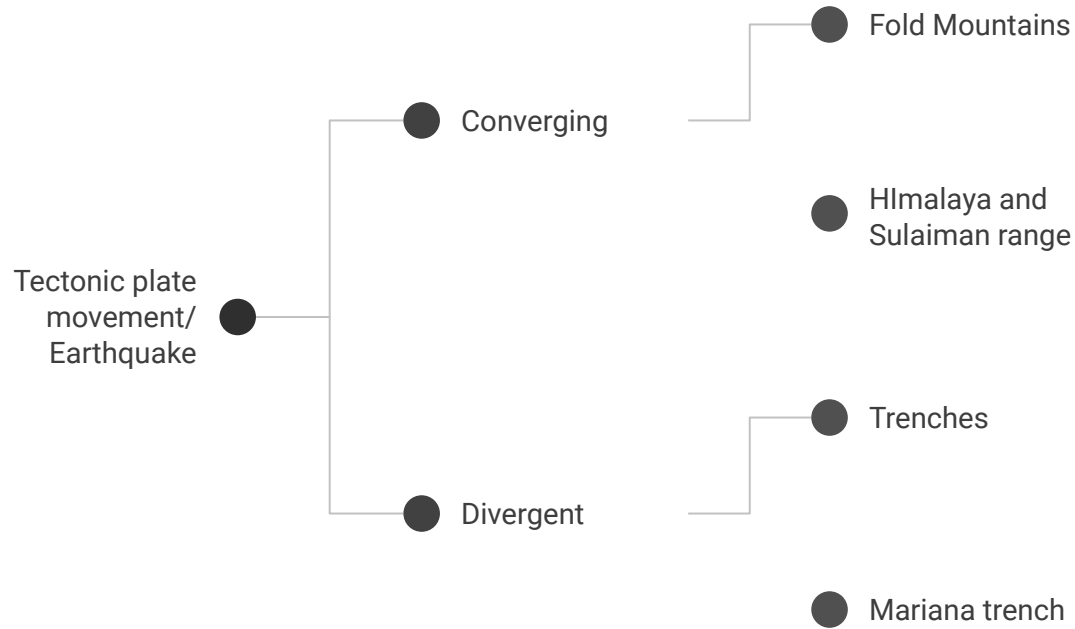 Fold Mountains
Converging
HImalaya and
Sulaiman range
Tectonic plate
movement/
Earthquake
Trenches
Divergent
Mariana trench